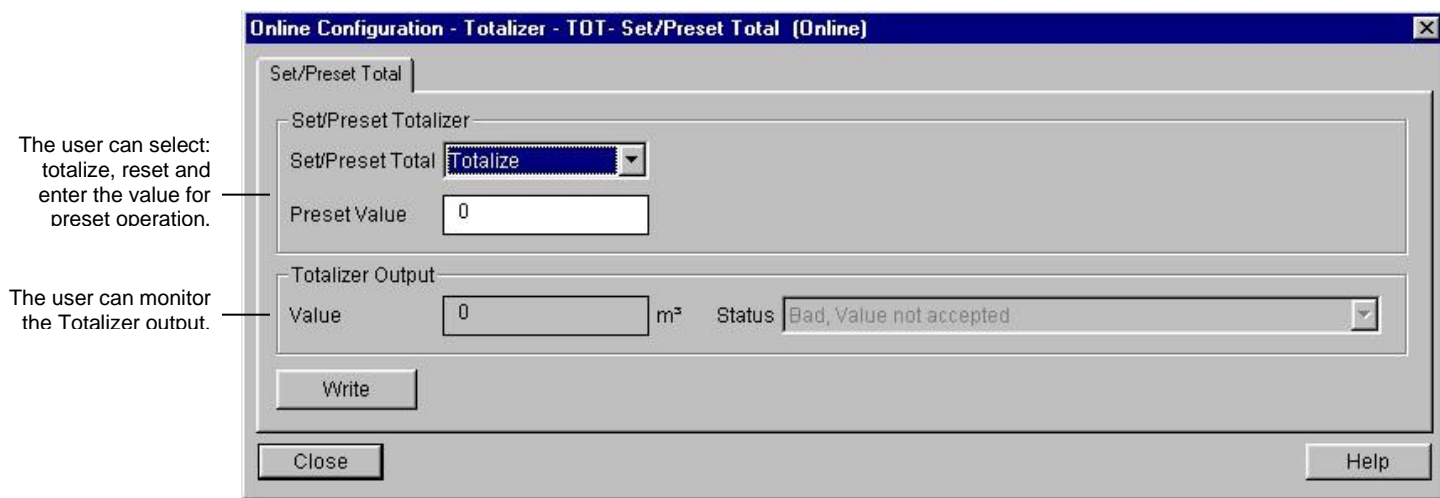 Online Configuration - Totalizer - TOT- Set/Preset Total (Online)
Set/Preset Total
Set/Preset Totalizer
The user can select:
totalize, reset and
enter the value for
preset operation.
Set/Preset Total Totalize
Preset Value 0
Totalizer Output
The user can monitor
the Totalizer output.
Value 0 m³ Status Bad, Value not accepted
Write
Close Help